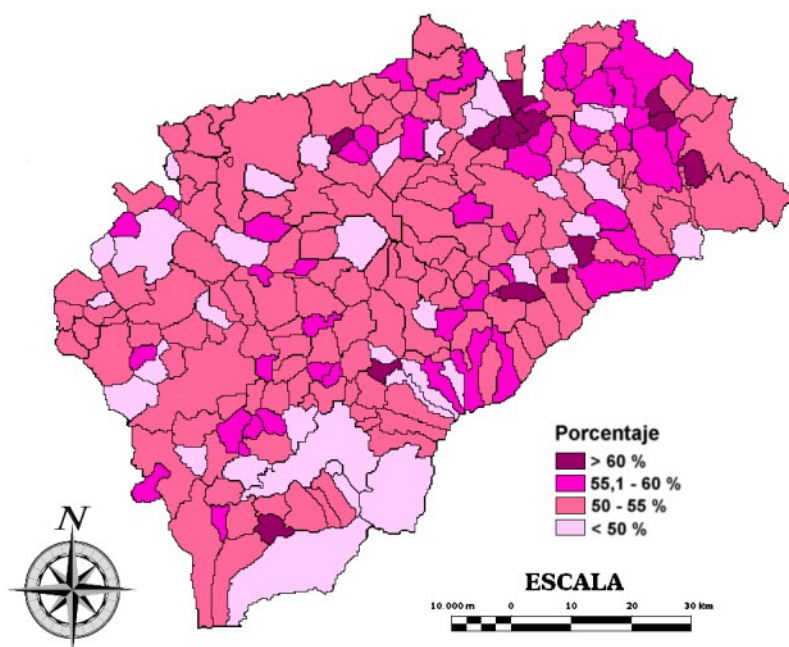 Porcentaje
> 60 %
55,1 - 60 %
50 - 55 %
< 50 %
N
ESCALA
10.000 m 0 10 20 30 km